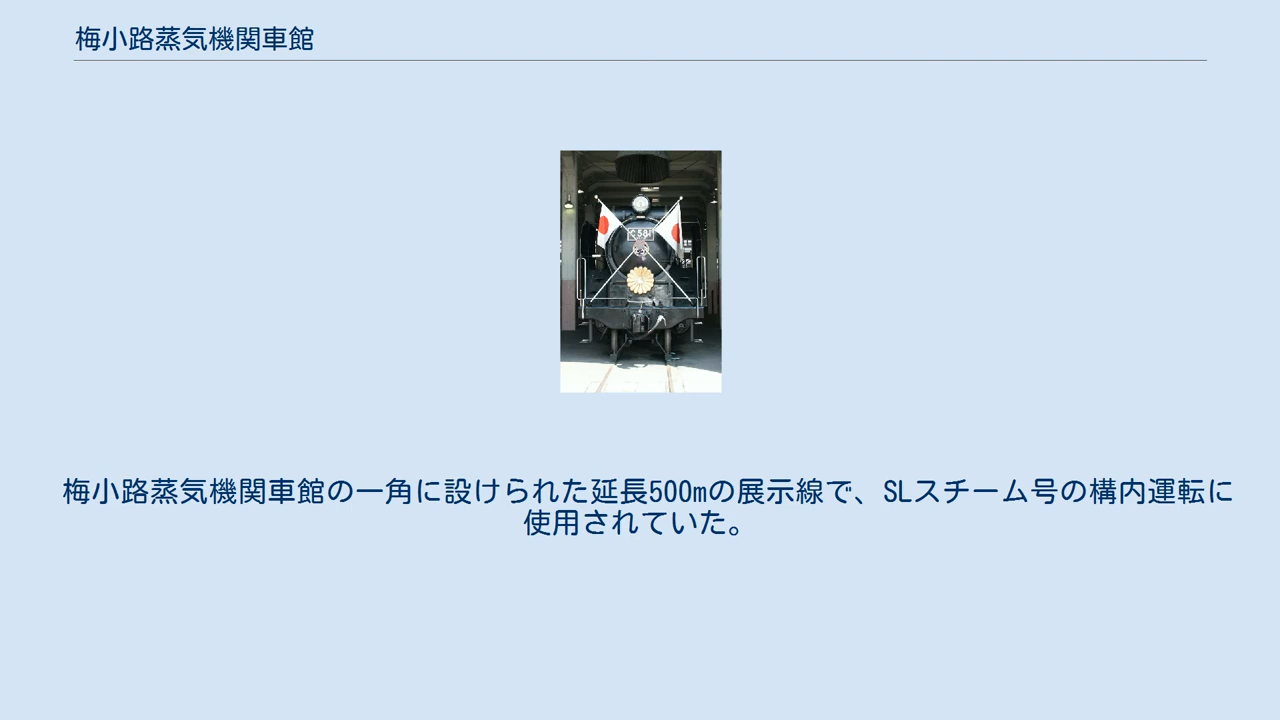 梅小路蒸気機関車館
C581
梅小路蒸気機関車館の一角に設けられた延長500mの展示線で、SLスチーム号の構内運転に
使用されていた。